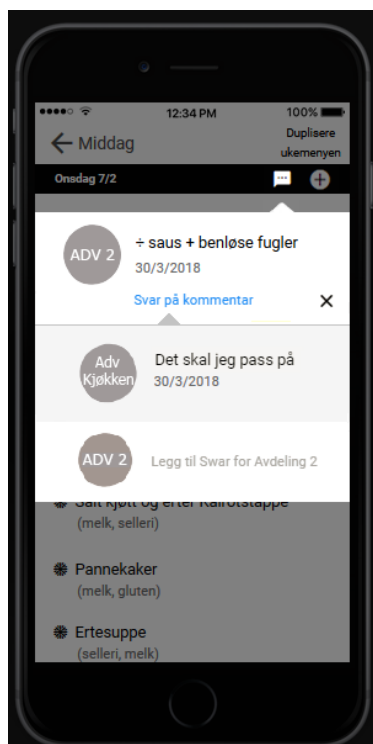 12:34 PM
100%
Middag
Duplisere
ukemenyen
Onsdag 7/2
ADV 2
÷ saus + benløse fugler
30/3/2018
Svar på kommentar
Adv
Kjøkken
Det skal jeg pass på
30/3/2018
ADV 2
Legg til Swar for Avdeling 2
Salt kjøtt og erter Kålrotstappe
(melk, selleri)
Pannekaker
(melk, gluten)
Ertesuppe
(selleri, melk)